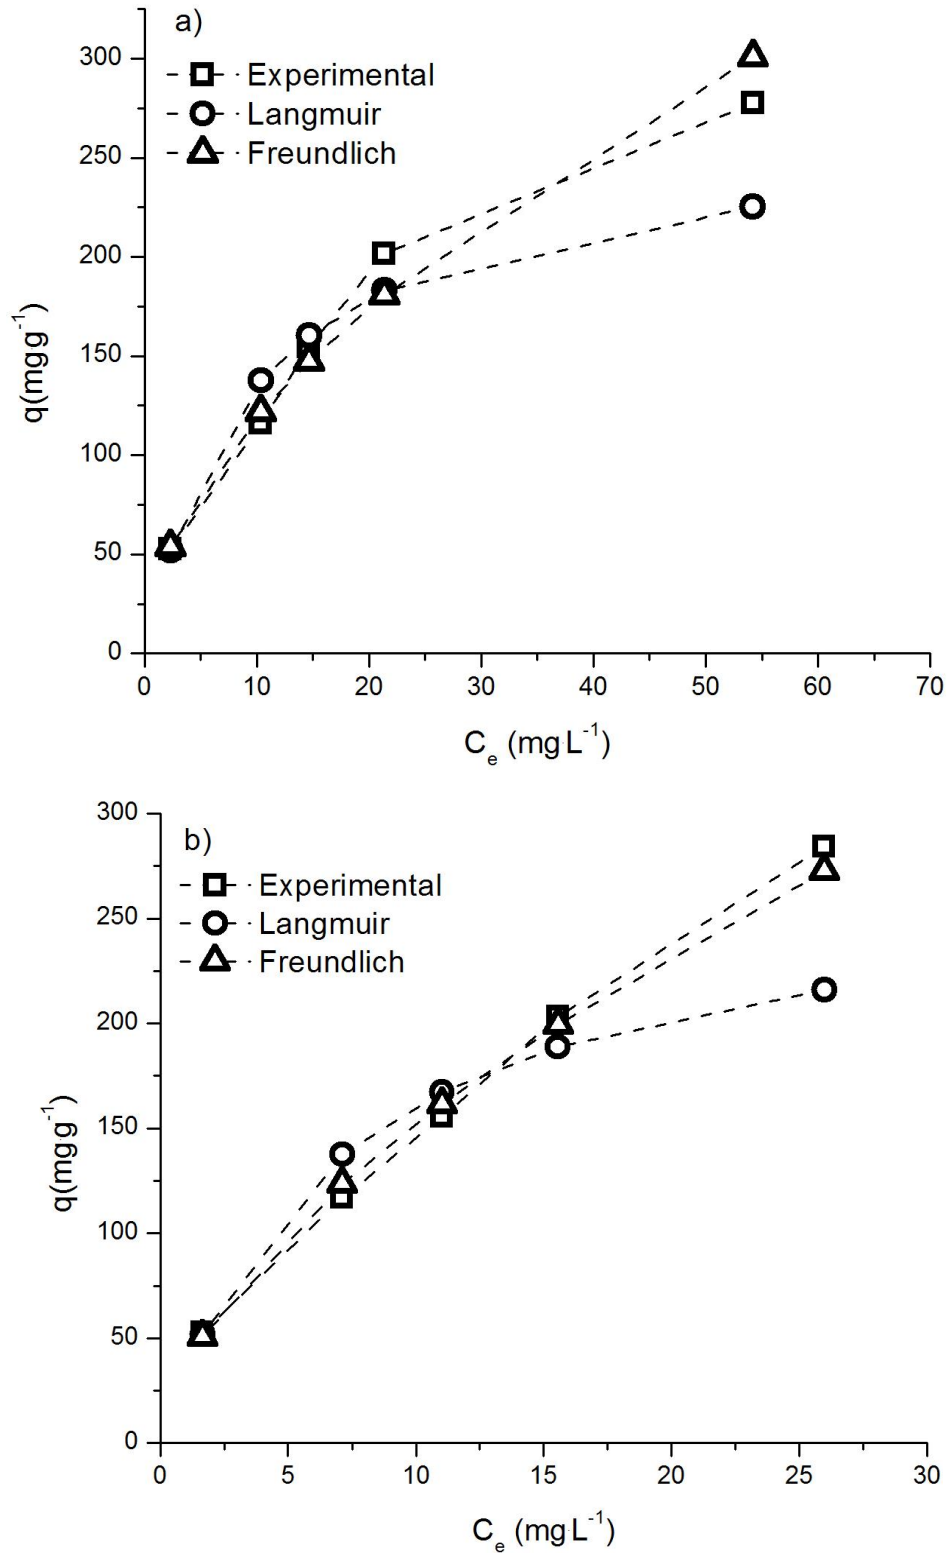 a)
Experimental
Langmuir
Freundlich
300
250
200
150
100
50
0
q(mg·g⁻¹)
0 10 20 30 40 50 60 70
Cₑ (mg·L⁻¹)
b)
Experimental
Langmuir
Freundlich
300
250
200
150
100
50
0
q(mg·g⁻¹)
0 5 10 15 20 25 30
Cₑ (mg·L⁻¹)